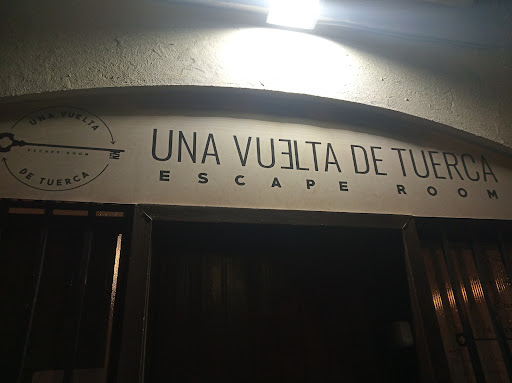 UNA VUELTA
ESCAPE ROOM
DE TUERCA
UNA VUELTA DE TUERCA
ESCAPE ROOM